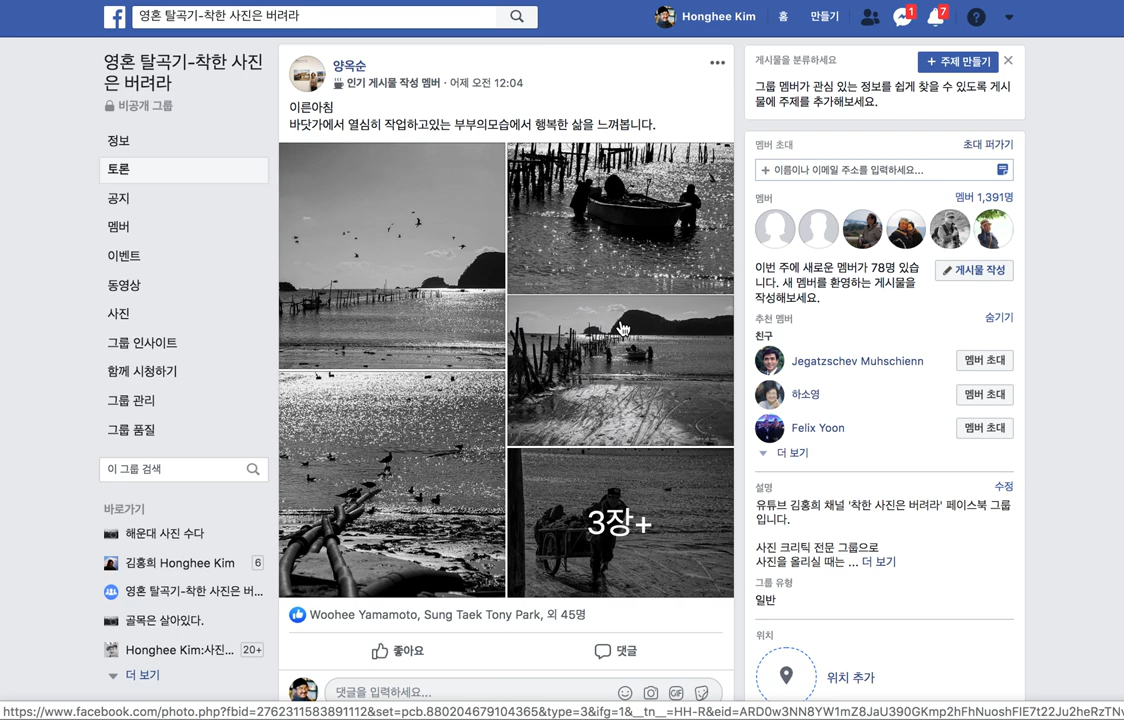 영혼 탈곡기-착한 사진은 버려라
Honghee Kim
홈
만들기
1
7
영혼 탈곡기-착한 사진
은 버려라
비공개 그룹
정보
토론
공지
멤버
이벤트
동영상
사진
그룹 인사이트
함께 시청하기
그룹 관리
그룹 품질
이 그룹 검색
바로가기
해운대 사진 수다
김홍희 Honghee Kim 6
영혼 탈곡기-착한 사진은 버...
골목은 살아있다.
Honghee Kim:사진... 20+
더 보기
양옥순
인기 게시물 작성 멤버 · 어제 오전 12:04
이른아침
바닷가에서 열심히 작업하고있는 부부의모습에서 행복한 삶을 느껴봅니다.
3장+
Woohee Yamamoto, Sung Taek Tony Park, 외 45명
좋아요
댓글
댓글을 입력하세요...
GIF
게시물을 분류하세요
+ 주제 만들기
그룹 멤버가 관심 있는 정보를 쉽게 찾을 수 있도록 게시
물에 주제를 추가해보세요.
멤버 초대
초대 퍼가기
+ 이름이나 이메일 주소를 입력하세요...
멤버
멤버 1,391명
이번 주에 새로운 멤버가 78명 있습
니다. 새 멤버를 환영하는 게시물을
작성해보세요.
게시물 작성
추천 멤버
숨기기
친구
Jegatzschev Muhschienn
멤버 초대
하소영
멤버 초대
Felix Yoon
멤버 초대
더 보기
설명
수정
유튜브 김홍희 채널 '착한 사진은 버려라' 페이스북 그룹
입니다.
사진 크리틱 전문 그룹으로
사진을 올리실 때는 ... 더 보기
그룹 유형
일반
위치
위치 추가
https://www.facebook.com/photo.php?fbid=2762311583891112&set=pcb.880204679104365&type=3&ifg=1&__tn__=HH-R&eid=ARD0w3NN8YW1mZ8JaU390GKmp2hFhNuoshFIE7t22Ju2heRzTNv